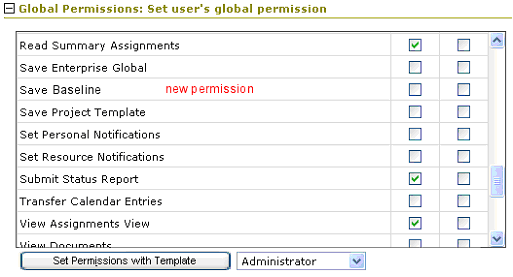 Global Permissions: Set user's global permission
Read Summary Assignments
Save Enterprise Global
Save Baseline new permission
Save Project Template
Set Personal Notifications
Set Resource Notifications
Submit Status Report
Transfer Calendar Entries
View Assignments View
View Documents
Set Permissions with Template Administrator